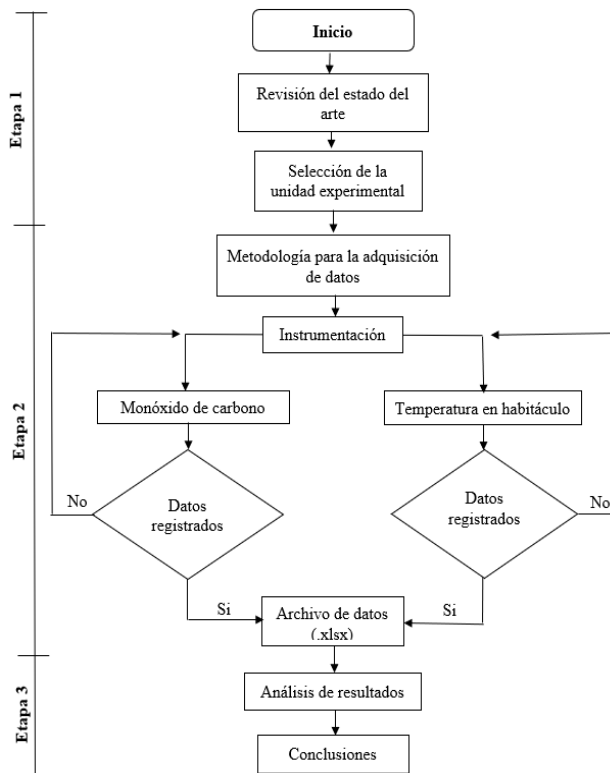 Etapa 1
Inicio
Revisión del estado del
arte
Selección de la
unidad experimental
Etapa 2
Metodología para la adquisición
de datos
Instrumentación
Monóxido de carbono
Temperatura en habitáculo
No
Datos
registrados
Datos
registrados
No
Si
Archivo de datos
(.xlsx)
Si
Etapa 3
Análisis de resultados
Conclusiones